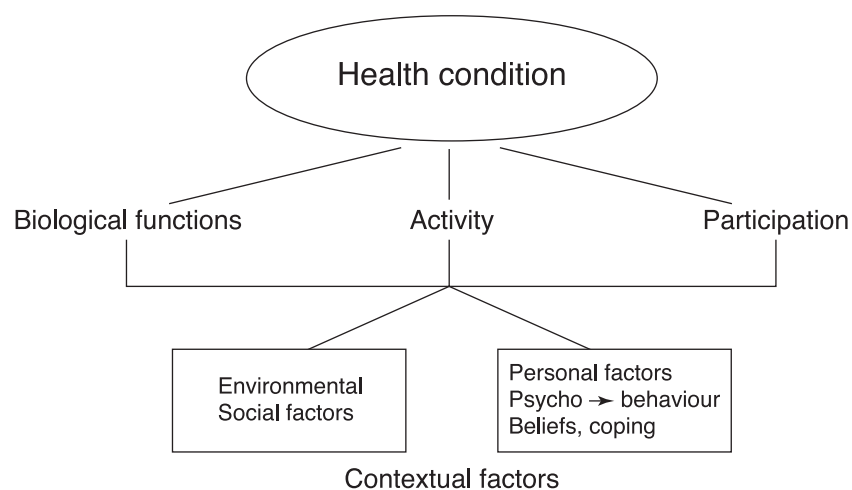 Health condition
Biological functions
Activity
Participation
Environmental
Social factors
Personal factors
Psycho → behaviour
Beliefs, coping
Contextual factors